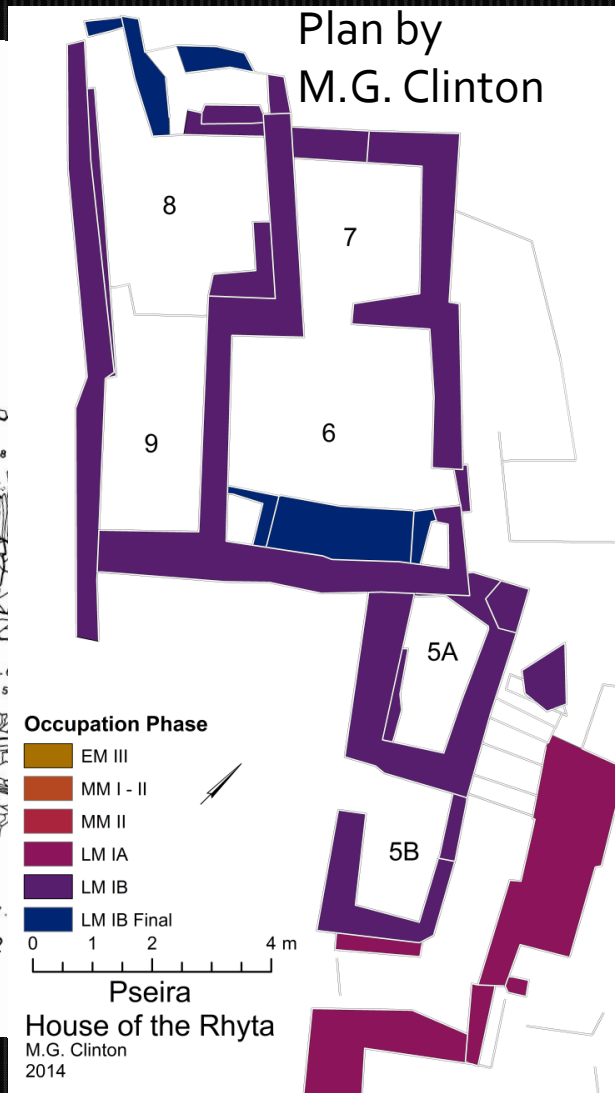 Plan by
M.G. Clinton
8
7
6
9
5A
5B
Occupation Phase
EM III
MM I - II
MM II
LM IA
LM IB
LM IB Final
0 1 2 4 m
Pseira
House of the Rhyta
M.G. Clinton
2014